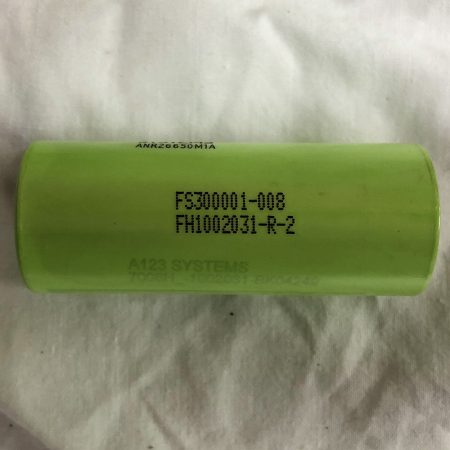 ANR26650M1A
FS300001-008
FH1002031-R-2
A123 SYSTEMS